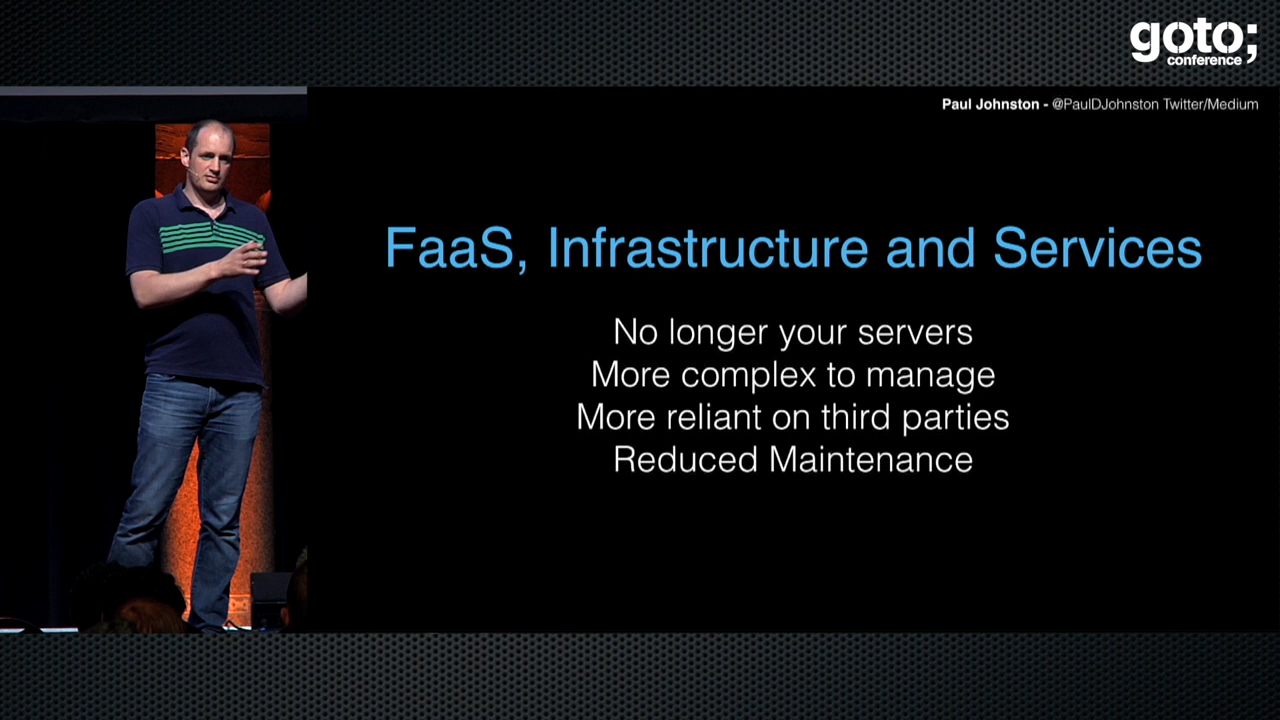 goto;
conference
Paul Johnston - @PaulDJohnston Twitter/Medium
FaaS, Infrastructure and Services
No longer your servers
More complex to manage
More reliant on third parties
Reduced Maintenance